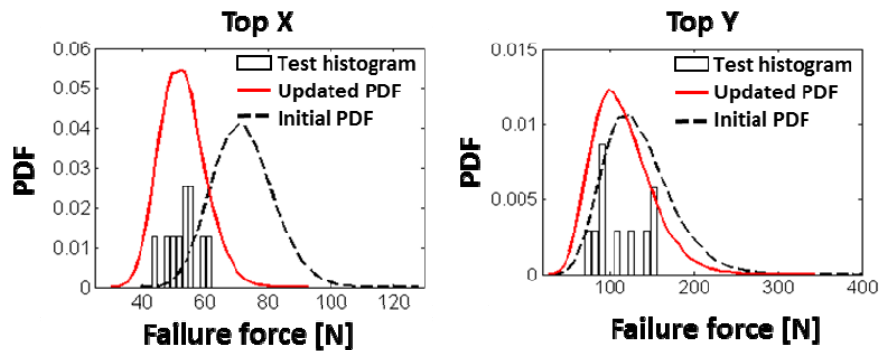 Top X
0.06
0.05
0.04
0.03
0.02
0.01
0
PDF
Test histogram
Updated PDF
Initial PDF
40 60 80 100 120
Failure force [N]
Top Y
0.015
0.01
0.005
0
PDF
Test histogram
Updated PDF
Initial PDF
100 200 300 400
Failure force [N]